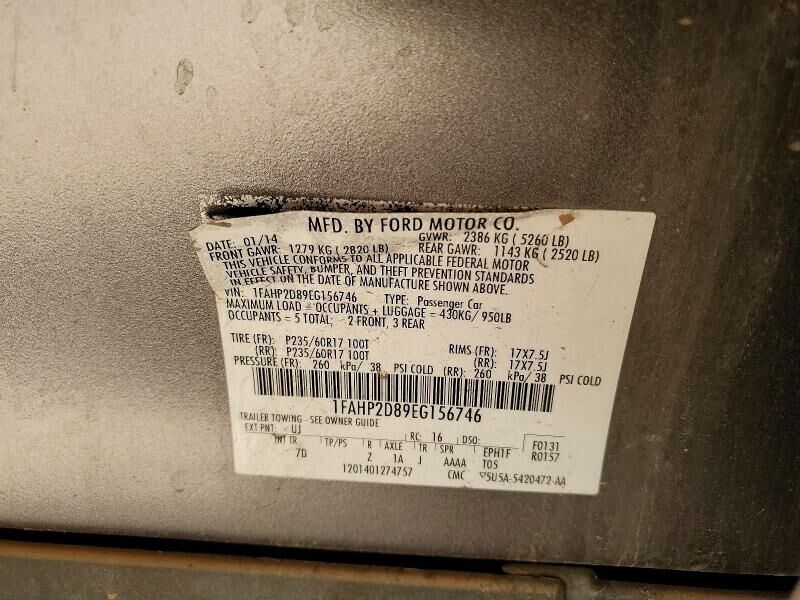 MFD. BY FORD MOTOR CO.
DATE: 01/14 GVWR: 2386 KG ( 5260 LB)
FRONT GAWR: 1279 KG ( 2820 LB) REAR GAWR: 1143 KG ( 2520 LB)
THIS VEHICLE CONFORMS TO ALL APPLICABLE FEDERAL MOTOR
VEHICLE SAFETY, BUMPER, AND THEFT PREVENTION STANDARDS
IN EFFECT ON THE DATE OF MANUFACTURE SHOWN ABOVE.
VIN: 1FAHP2D89EG156746 TYPE: Passenger Car
MAXIMUM LOAD = OCCUPANTS + LUGGAGE = 430KG/ 950LB
OCCUPANTS = 5 TOTAL, 2 FRONT, 3 REAR
TIRE (FR): P235/60R17 100T RIMS (FR): 17X7.5J
(RR): P235/60R17 100T (RR): 17X7.5J
PRESSURE (FR): 260 kPa/ 38 PSI COLD (RR): 260 kPa/ 38 PSI COLD
1FAHP2D89EG156746
TRAILER TOWING - SEE OWNER GUIDE
EXT PNT: UJ RC: 16 DSO: F0131
INT TR TP/PS R AXLE TR SPR EPH1F R0157
7D Z 1A J AAAA T05
1201401274757 CMC 5U5A-5420472-AA